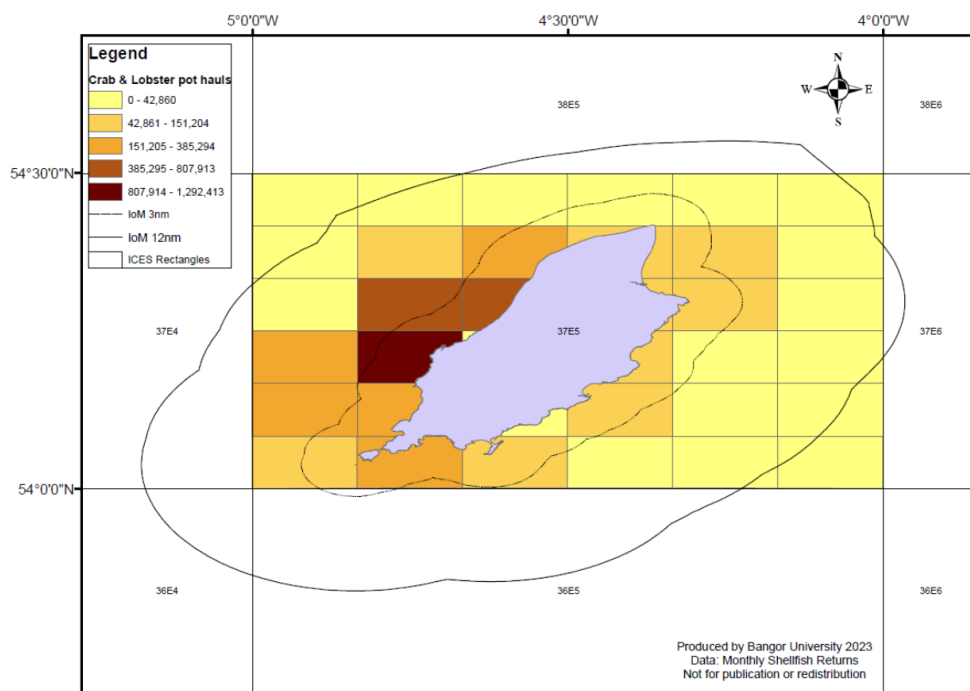 5°0'0"W
4°30'0"W
4°0'0"W
Legend
Crab & Lobster pot hauls
0 - 42,860
42,861 - 151,204
151,205 - 385,294
385,295 - 807,913
807,914 - 1,292,413
IoM 3nm
IoM 12nm
ICES Rectangles
N
W
E
S
38E5
38E6
54°30'0"N
37E4
37E5
37E6
54°0'0"N
36E4
36E5
36E6
Produced by Bangor University 2023
Data: Monthly Shellfish Returns
Not for publication or redistribution